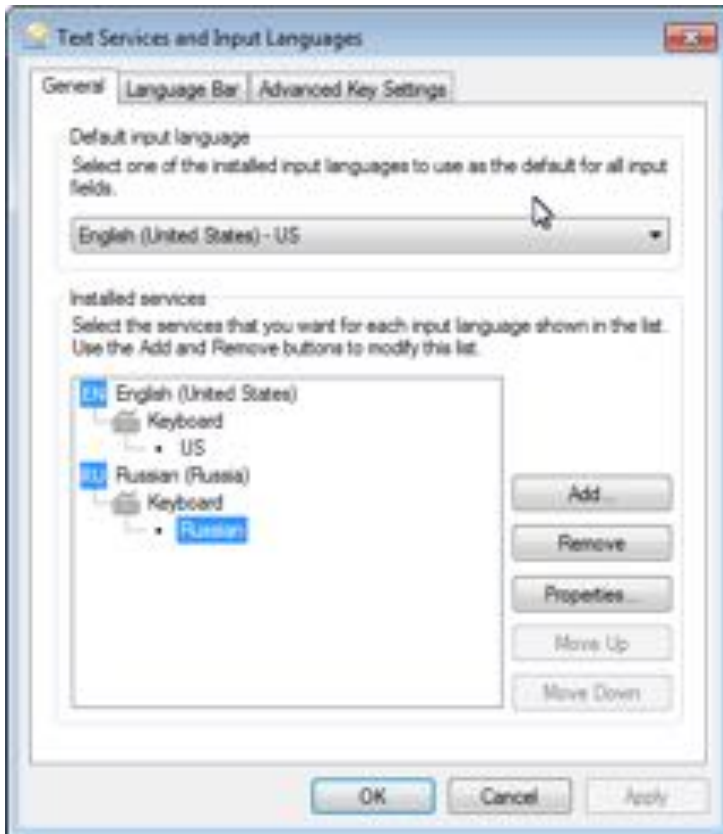 Text Services and Input Languages
General Language Bar Advanced Key Settings
Default input language
Select one of the installed input languages to use as the default for all input
fields.
English (United States) - US
Installed services
Select the services that you want for each input language shown in the list.
Use the Add and Remove buttons to modify this list.
EN English (United States)
Keyboard
US
RU Russian (Russia)
Keyboard
Russian
Add...
Remove
Properties...
Move Up
Move Down
OK Cancel Apply